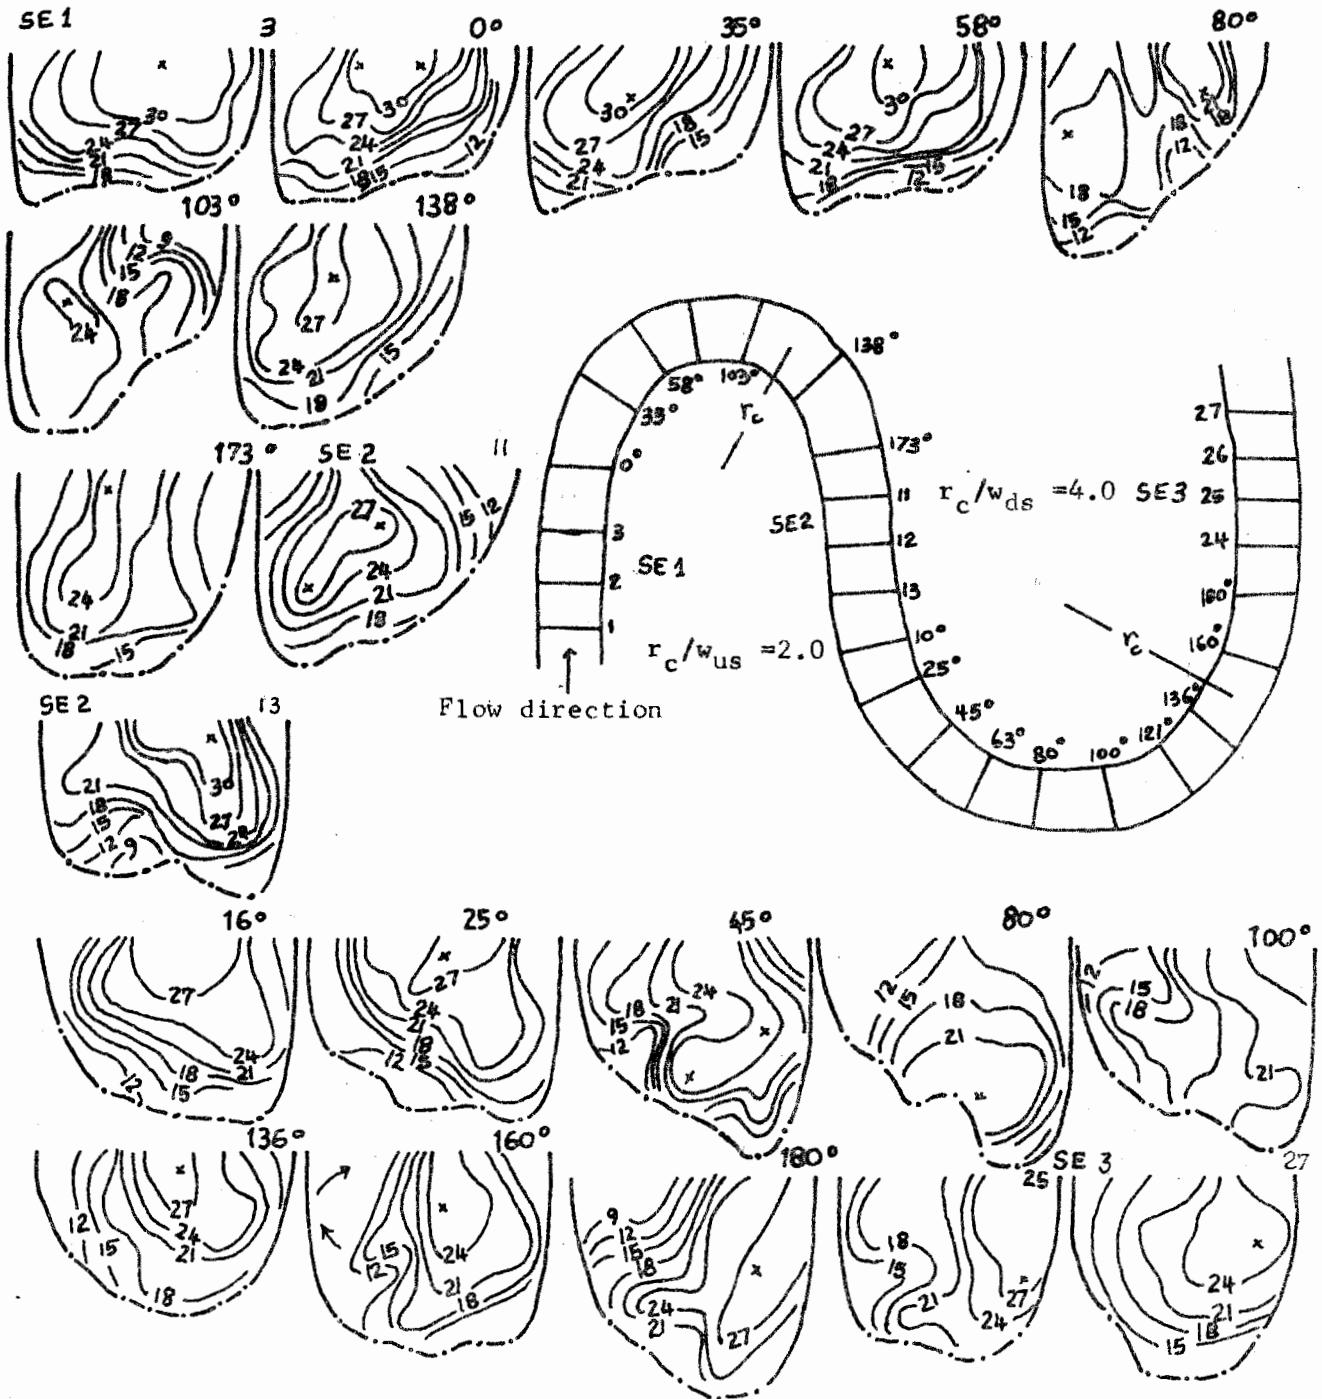 SE 1 3 0° 35° 58° 80°
30 27 24 21 18
30 27 24 21 18 15 12
30 27 24 21 18 15
30 27 24 21 18 15 12
18 12 18 18 15 12
103° 138°
9 12 15 18 24
27 24 21 18 15
173° SE 2 11
24 21 18 15
27 24 21 18 15 12
138°
58° 103°
33° r_c
0°
173°
3 11 r_c/w_ds =4.0 SE3
SE1 SE2 12
2 13
1 r_c/w_us =2.0 10°
25°
Flow direction
45°
63° 80° 100° 121° 136°
r_c 160°
180°
24
25
26
27
SE 2 13
21 18 15 12 9 30 27 24
16° 25° 45° 80° 100°
27 24 21 18 15 12
27 24 21 18 15 12
24 21 18 15 12
12 15 18 21
12 15 18 21
136° 160° 180° 25 SE 3 27
12 15 27 24 21 18
15 12 24 21 18
9 12 15 18 24 21 27
18 15 21 27 24
24 21 18 15